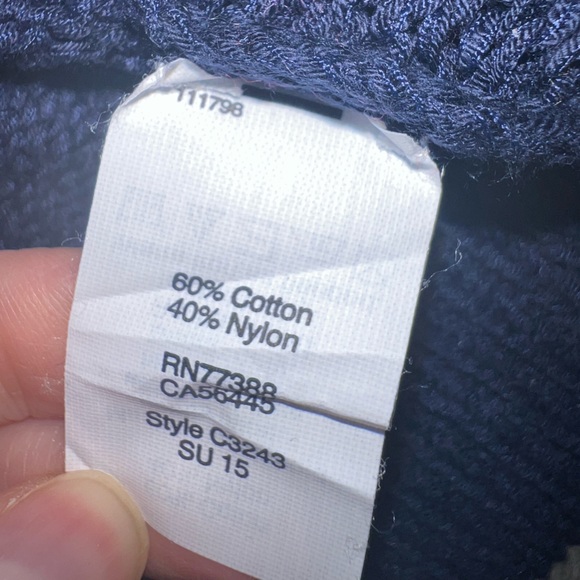 111798
60% Cotton
40% Nylon
RN77388
CA56445
Style C3243
SU 15